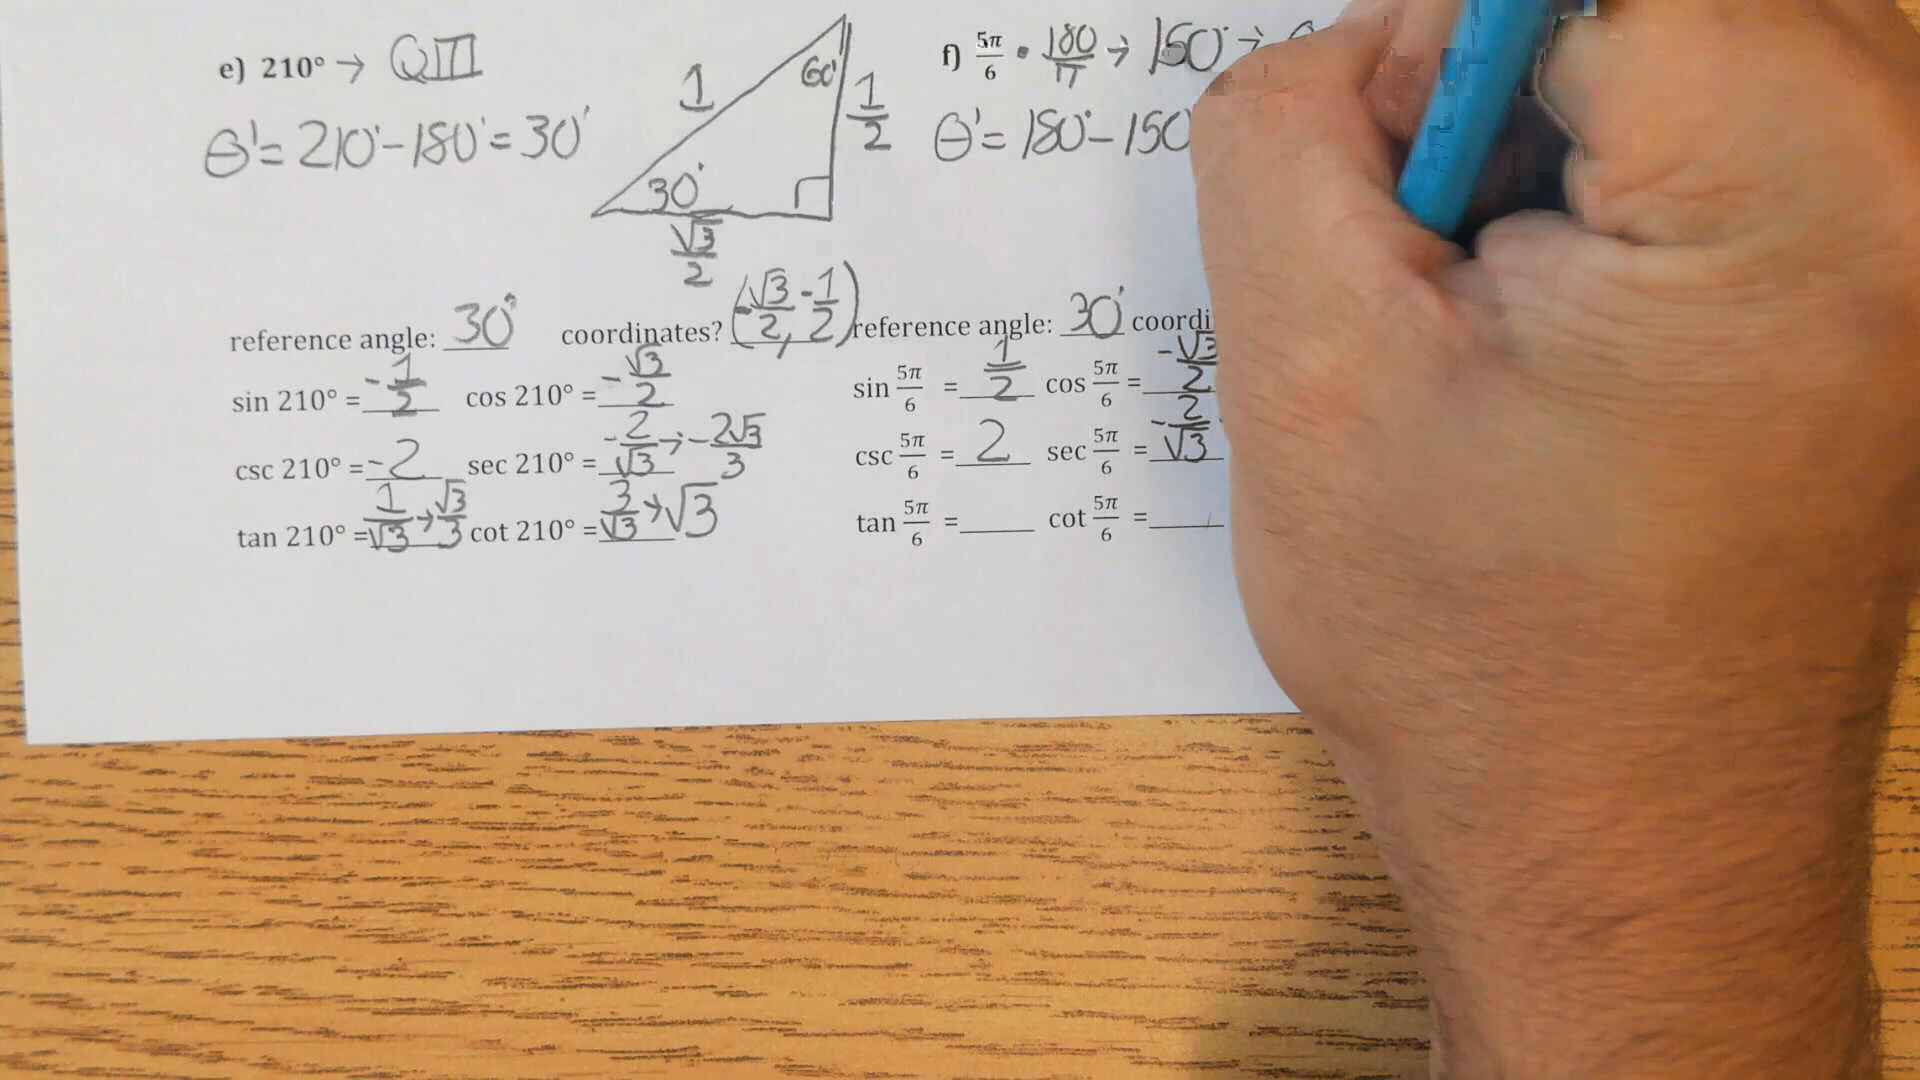 e) 210° → QIII
θ' = 210° - 180° = 30°
1
60°
1/2
30°
√3/2
reference angle: 30° coordinates? (-√3/2, -1/2)
sin 210° = -1/2 cos 210° = -√3/2
csc 210° = -2 sec 210° = -2/√3 → -2√3/3
tan 210° = 1/√3 → √3/3 cot 210° = 3/√3 → √3
f) 5π/6 • 180/π → 150° →
θ' = 180° - 150
reference angle: 30° coordi
sin 5π/6 = 1/2 cos 5π/6 = -√3/2
csc 5π/6 = 2 sec 5π/6 = -2/√3
tan 5π/6 = ____ cot 5π/6 = ____